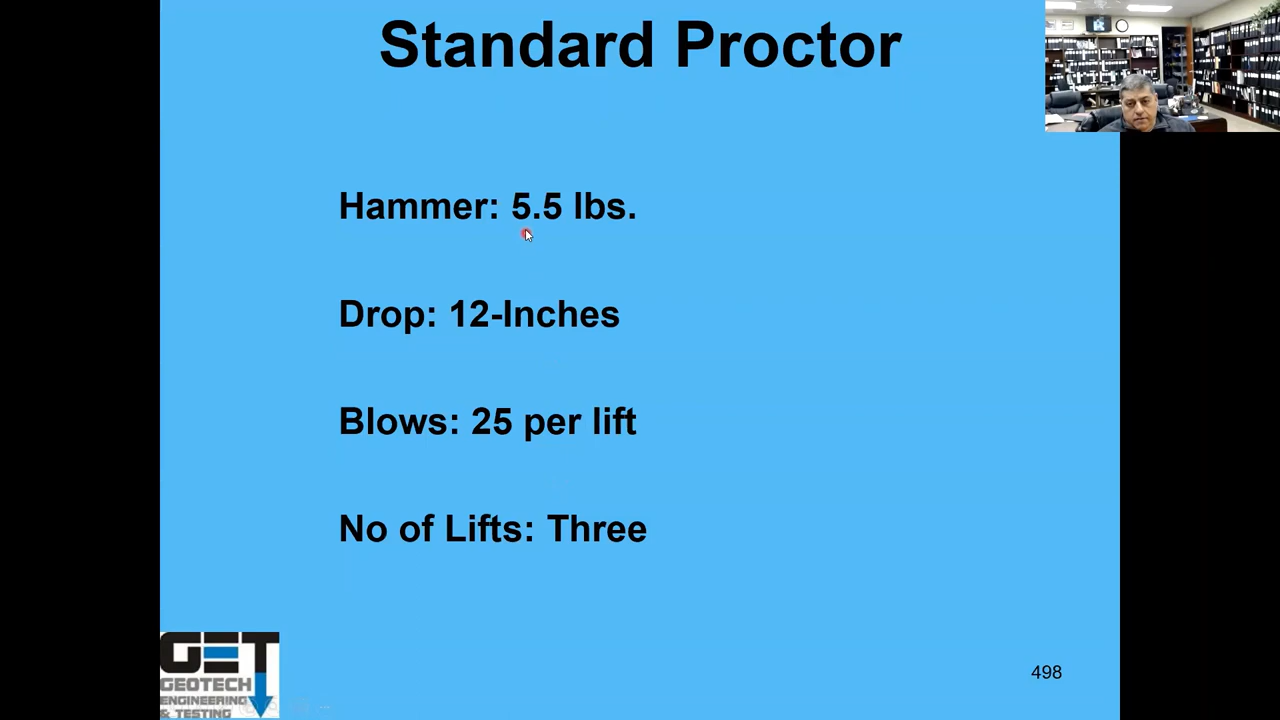 Standard Proctor
Hammer: 5.5 lbs.
Drop: 12-Inches
Blows: 25 per lift
No of Lifts: Three
GET
GEOTECH
ENGINEERING
& TESTING
498